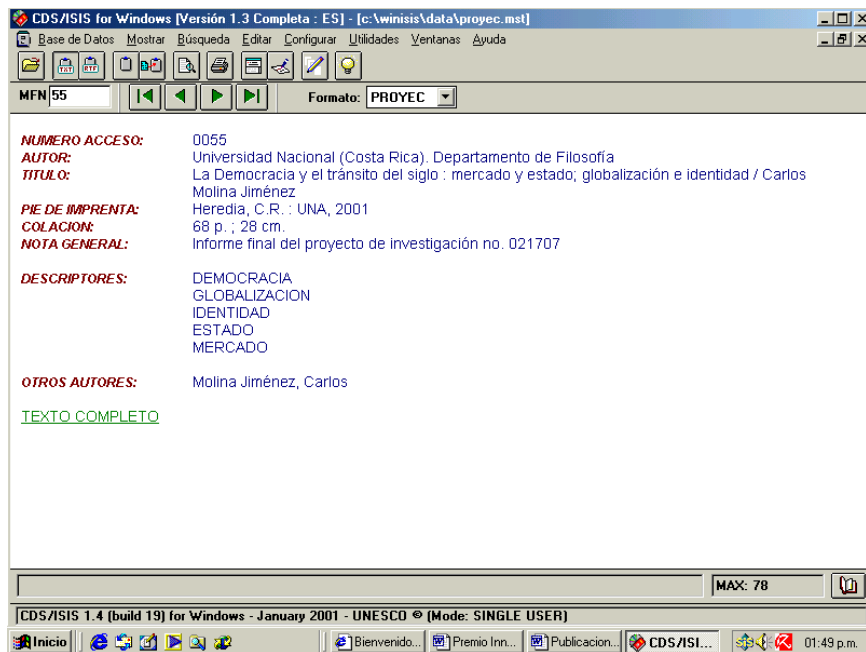 CDS/ISIS for Windows [Versión 1.3 Completa : ES] - [c:\winisis\data\proyec.mst]
Base de Datos Mostrar Búsqueda Editar Configurar Utilidades Ventanas Ayuda
TXT RTF
MFN 55 Formato: PROYEC
NUMERO ACCESO: 0055
AUTOR: Universidad Nacional (Costa Rica). Departamento de Filosofía
TITULO: La Democracia y el tránsito del siglo : mercado y estado; globalización e identidad / Carlos
Molina Jiménez
PIE DE IMPRENTA: Heredia, C.R. : UNA, 2001
COLACION: 68 p. ; 28 cm.
NOTA GENERAL: Informe final del proyecto de investigación no. 021707
DESCRIPTORES: DEMOCRACIA
GLOBALIZACION
IDENTIDAD
ESTADO
MERCADO
OTROS AUTORES: Molina Jiménez, Carlos
TEXTO COMPLETO
MAX: 78
CDS/ISIS 1.4 (build 19) for Windows - January 2001 - UNESCO © (Mode: SINGLE USER)
Inicio Bienvenido... Premio Inn... Publicacion... CDS/ISI... 01:49 p.m.